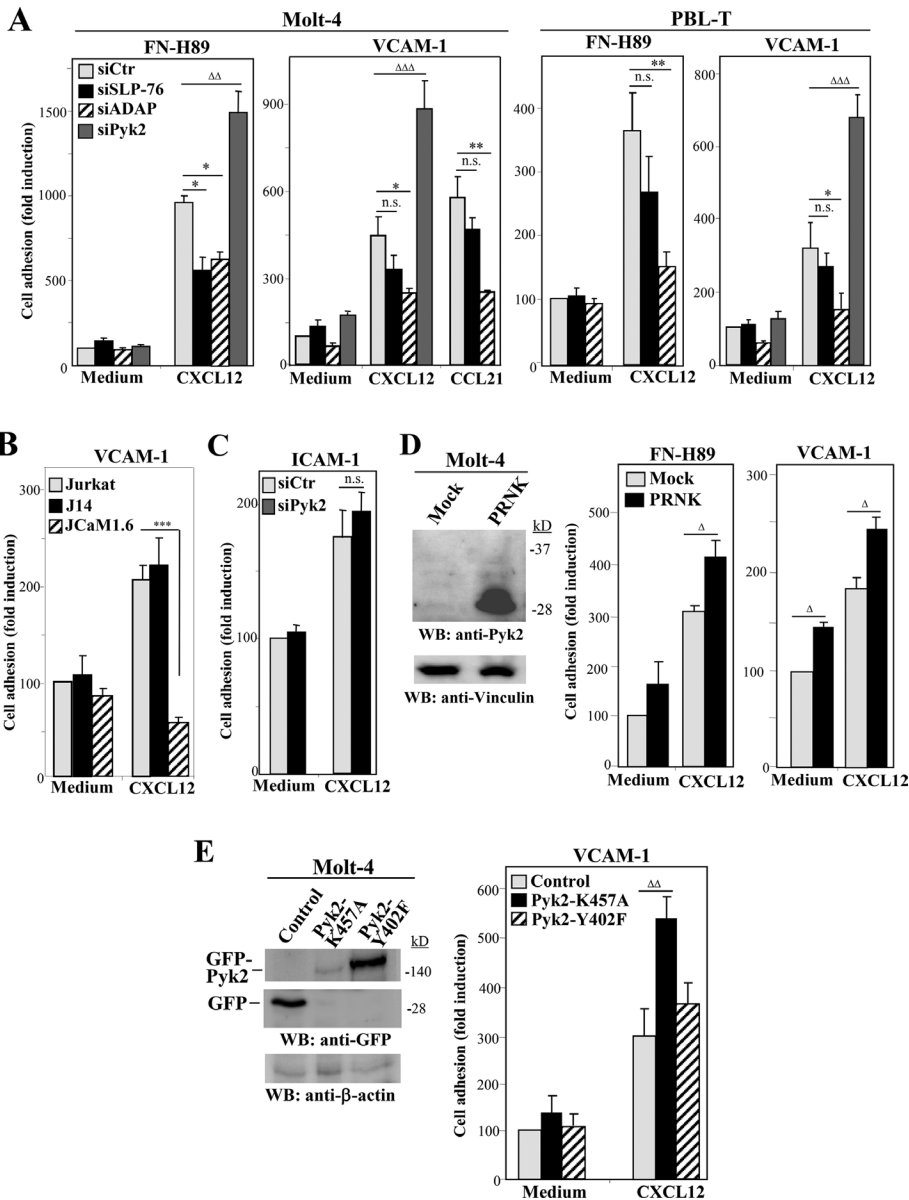 A
Molt-4
PBL-T
FN-H89
VCAM-1
FN-H89
VCAM-1
siCtr
siSLP-76
siADAP
siPyk2
Cell adhesion (fold induction)
1500
1000
500
0
ΔΔ
*
*
Medium
CXCL12
900
600
300
0
ΔΔΔ
*
n.s.
**
n.s.
Medium
CXCL12
CCL21
400
300
200
100
0
**
n.s.
Medium
CXCL12
800
600
400
200
0
ΔΔΔ
*
n.s.
Medium
CXCL12
B
VCAM-1
Jurkat
J14
JCaM1.6
Cell adhesion (fold induction)
300
200
100
0
***
Medium
CXCL12
C
ICAM-1
siCtr
siPyk2
Cell adhesion (fold induction)
200
100
0
n.s.
Medium
CXCL12
D
Molt-4
Mock
PRNK
kD
-37
-28
WB: anti-Pyk2
WB: anti-Vinculin
FN-H89
Mock
PRNK
Cell adhesion (fold induction)
500
400
300
200
100
0
Δ
Medium
CXCL12
VCAM-1
300
200
100
0
Δ
Δ
Medium
CXCL12
E
Molt-4
Control
Pyk2-
K457A
Pyk2-
Y402F
kD
GFP-
Pyk2
-140
GFP
-28
WB: anti-GFP
WB: anti-β-actin
VCAM-1
Control
Pyk2-K457A
Pyk2-Y402F
Cell adhesion (fold induction)
600
500
400
300
200
100
0
ΔΔ
Medium
CXCL12